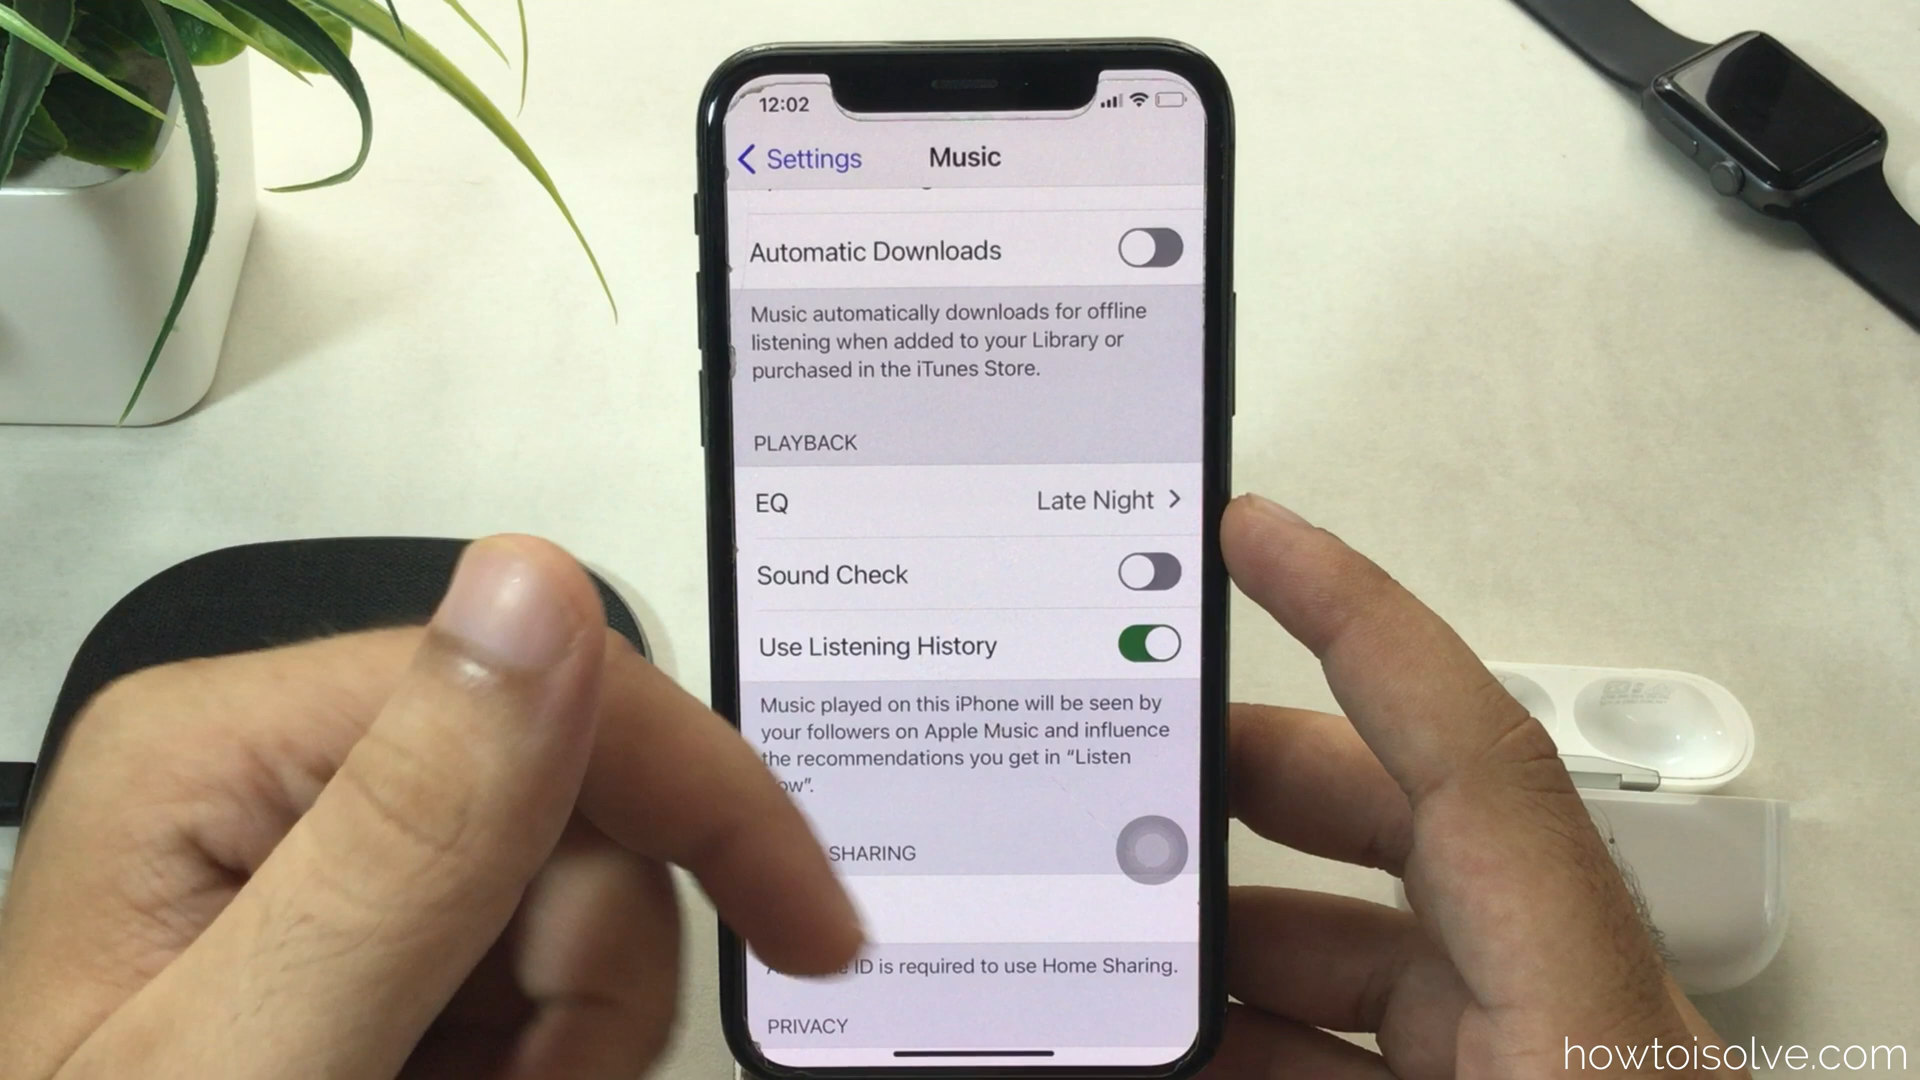 12:02
Settings
Music
Automatic Downloads
Music automatically downloads for offline
listening when added to your Library or
purchased in the iTunes Store.
PLAYBACK
EQ
Late Night
Sound Check
Use Listening History
Music played on this iPhone will be seen by
your followers on Apple Music and influence
the recommendations you get in “Listen
SHARING
ID is required to use Home Sharing.
PRIVACY
howtoisolve.com